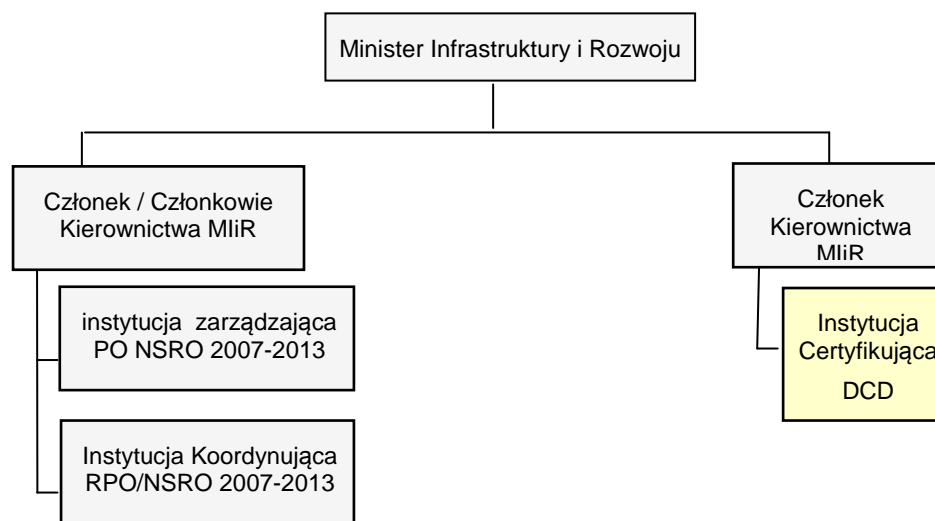 Minister Infrastruktury i Rozwoju
Członek / Członkowie
Kierownictwa MIiR
instytucja zarządzająca
PO NSRO 2007-2013
Instytucja Koordynująca
RPO/NSRO 2007-2013
Członek
Kierownictwa
MIiR
Instytucja
Certyfikująca
DCD